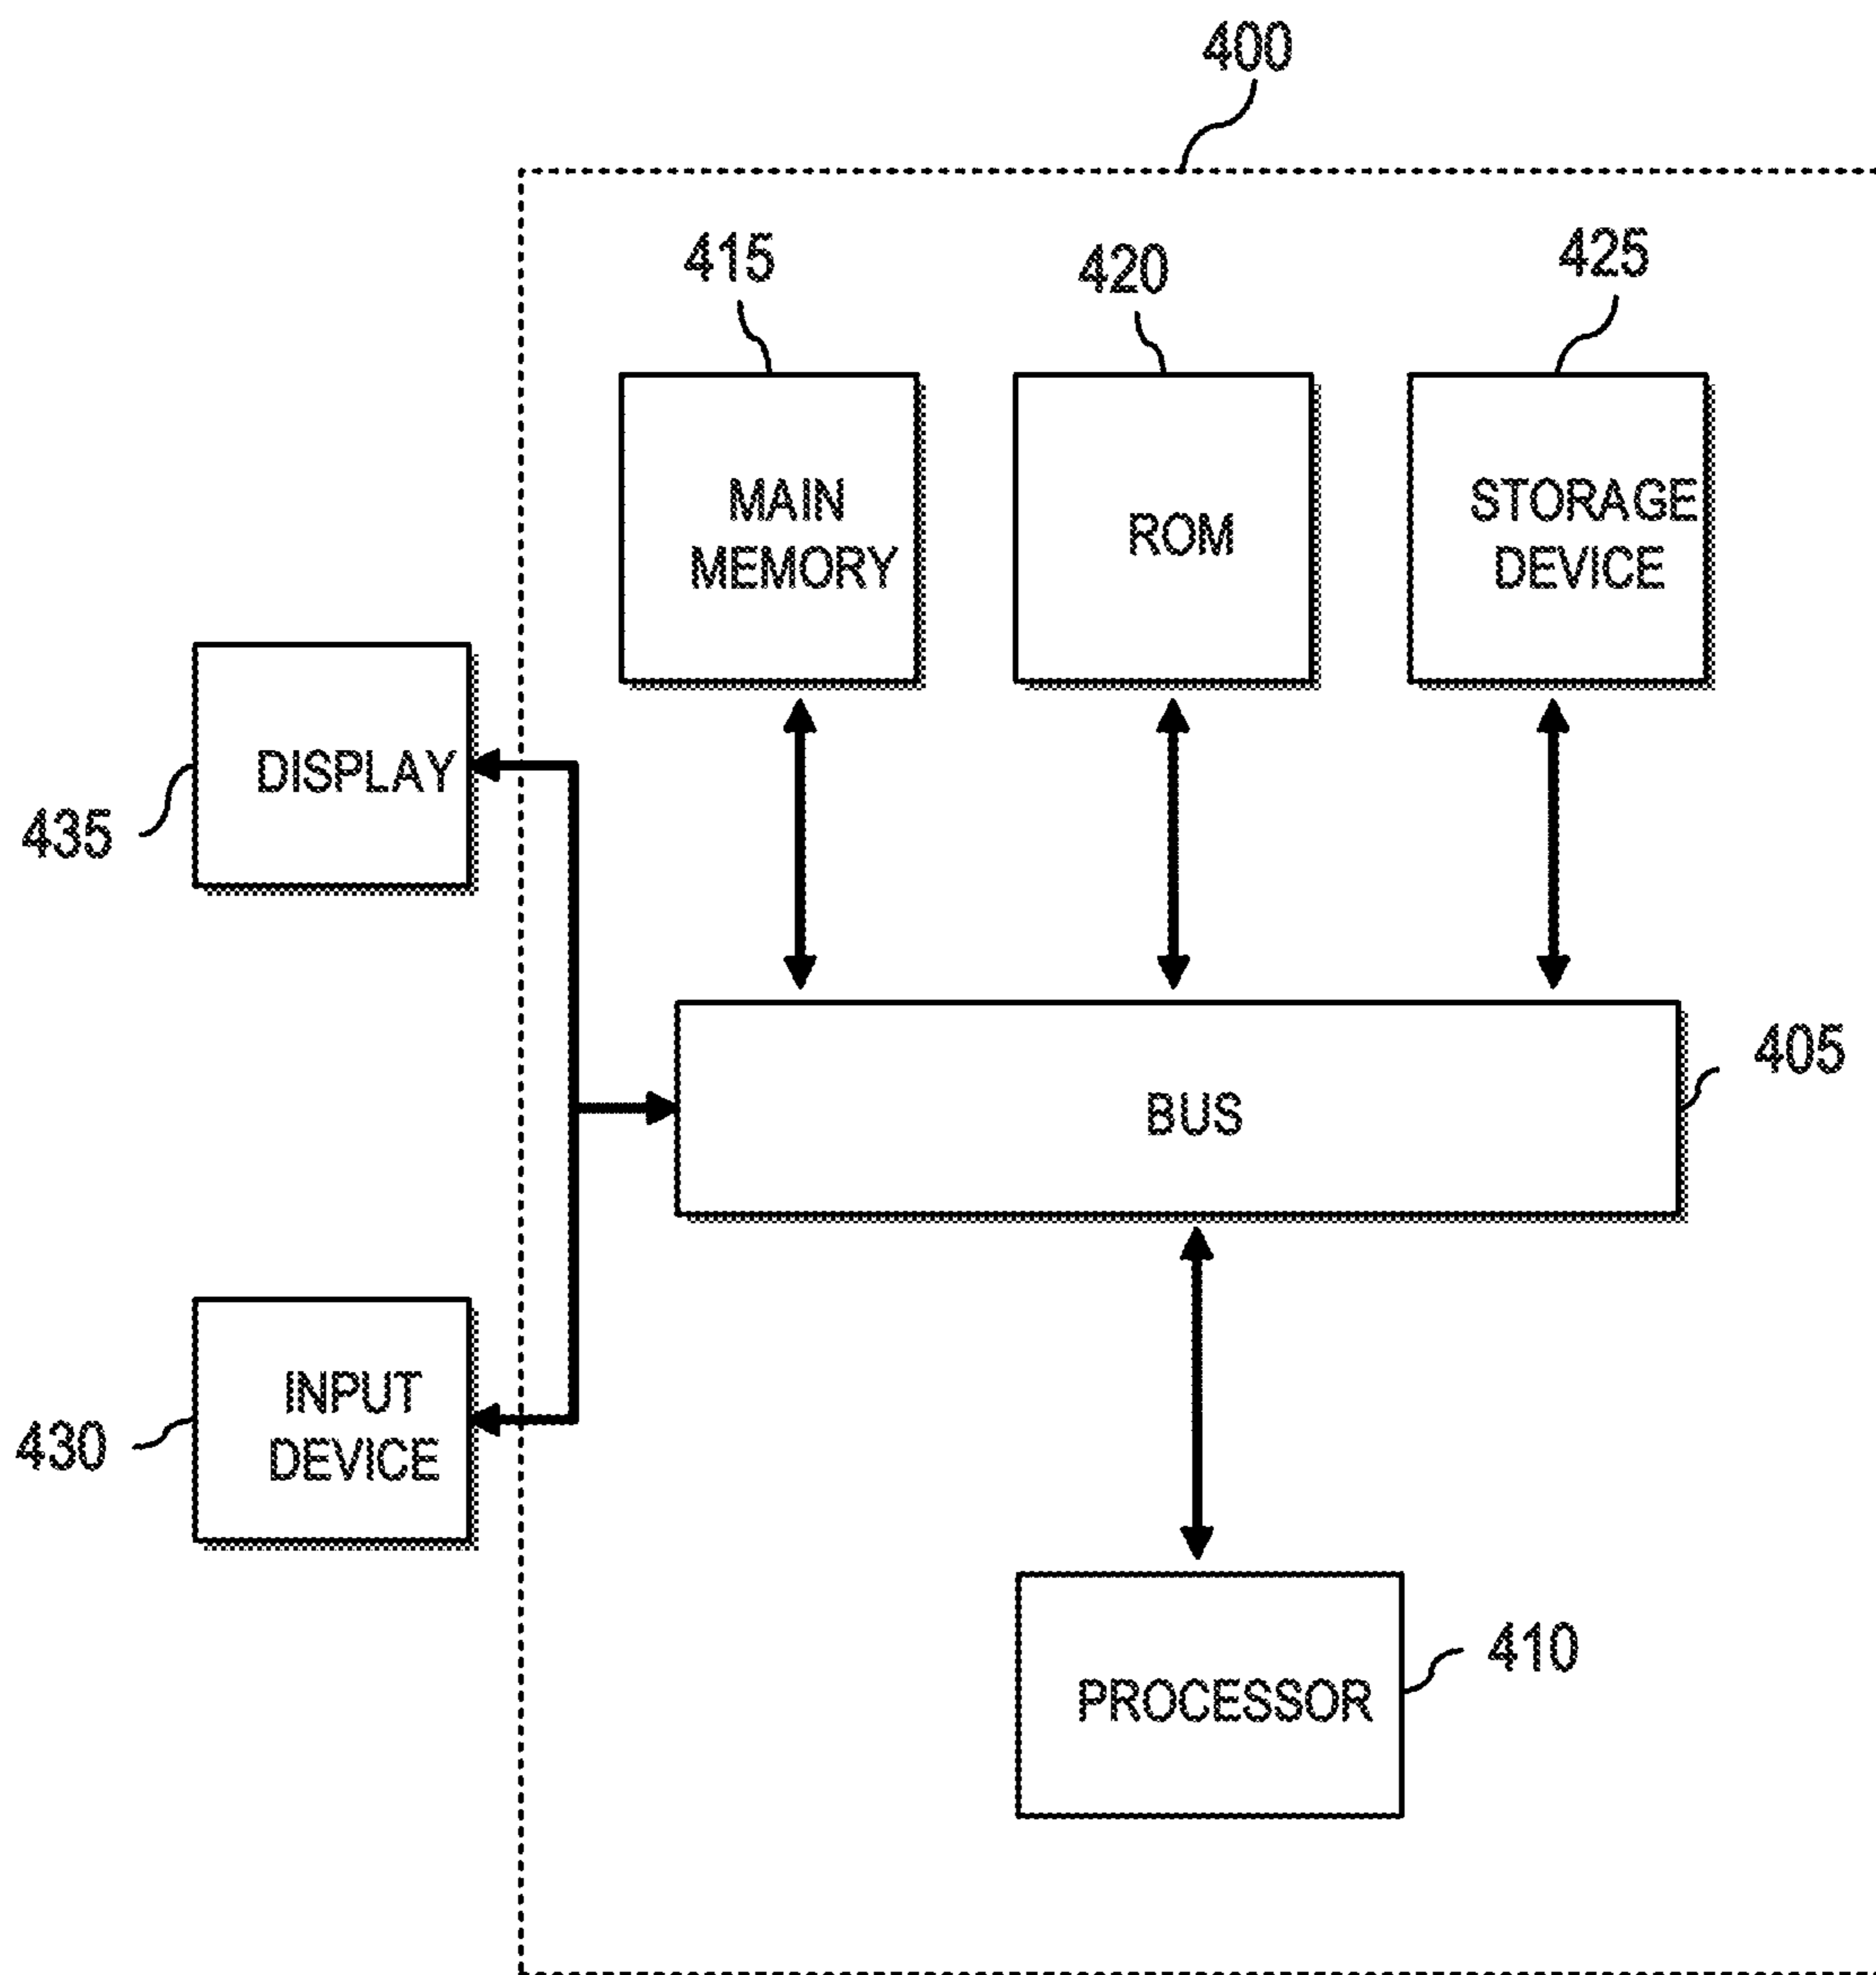 400
415
420
425
MAIN
MEMORY
ROM
STORAGE
DEVICE
DISPLAY
435
405
BUS
INPUT
DEVICE
430
410
PROCESSOR